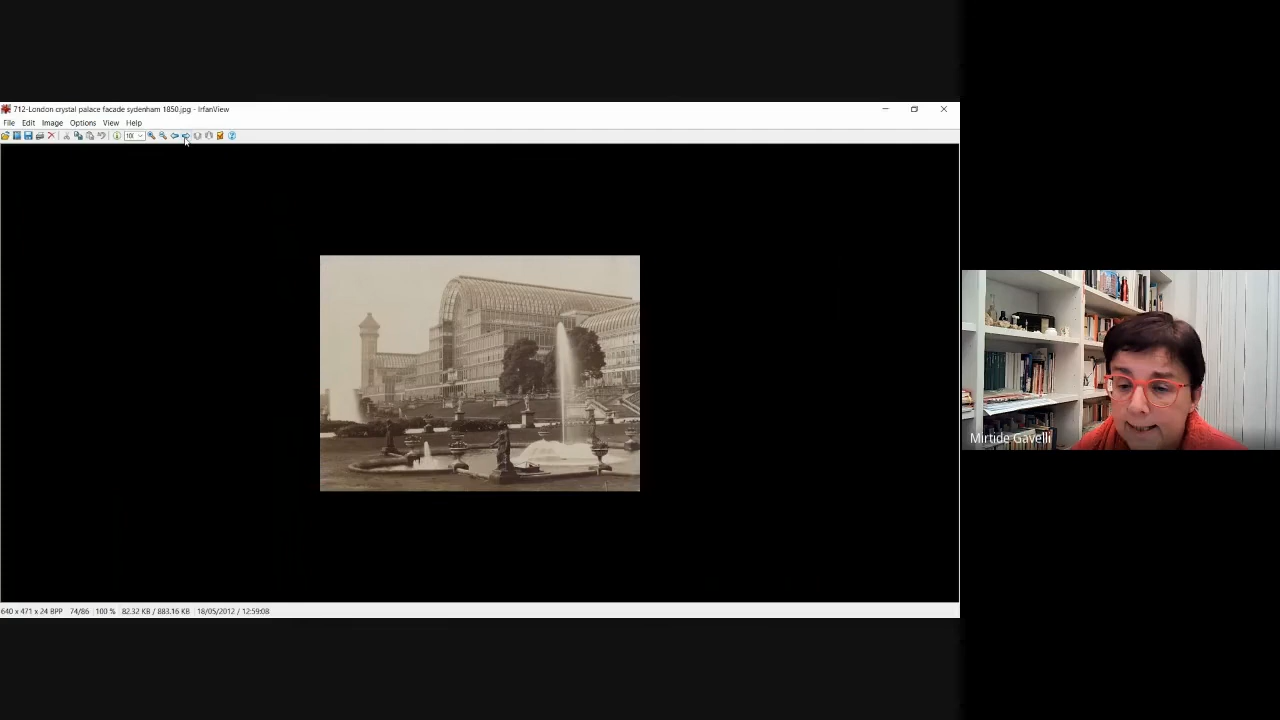 712-London crystal palace facade sydenham 1850.jpg - IrfanView
File Edit Image Options View Help
100
640 x 471 x 24 BPP 74/86 100 % 82.32 KB / 883.16 KB 18/05/2012 / 12:59:08
Mirtide Gavelli